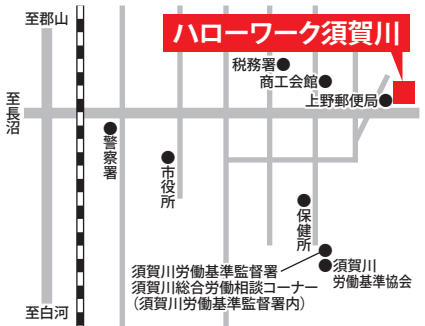 至郡山
ハローワーク須賀川
税務署
商工会館
上野郵便局
至長沼
警察署
市役所
保健所
須賀川労働基準監督署
須賀川総合労働相談コーナー
（須賀川労働基準監督署内）
須賀川
労働基準協会
至白河